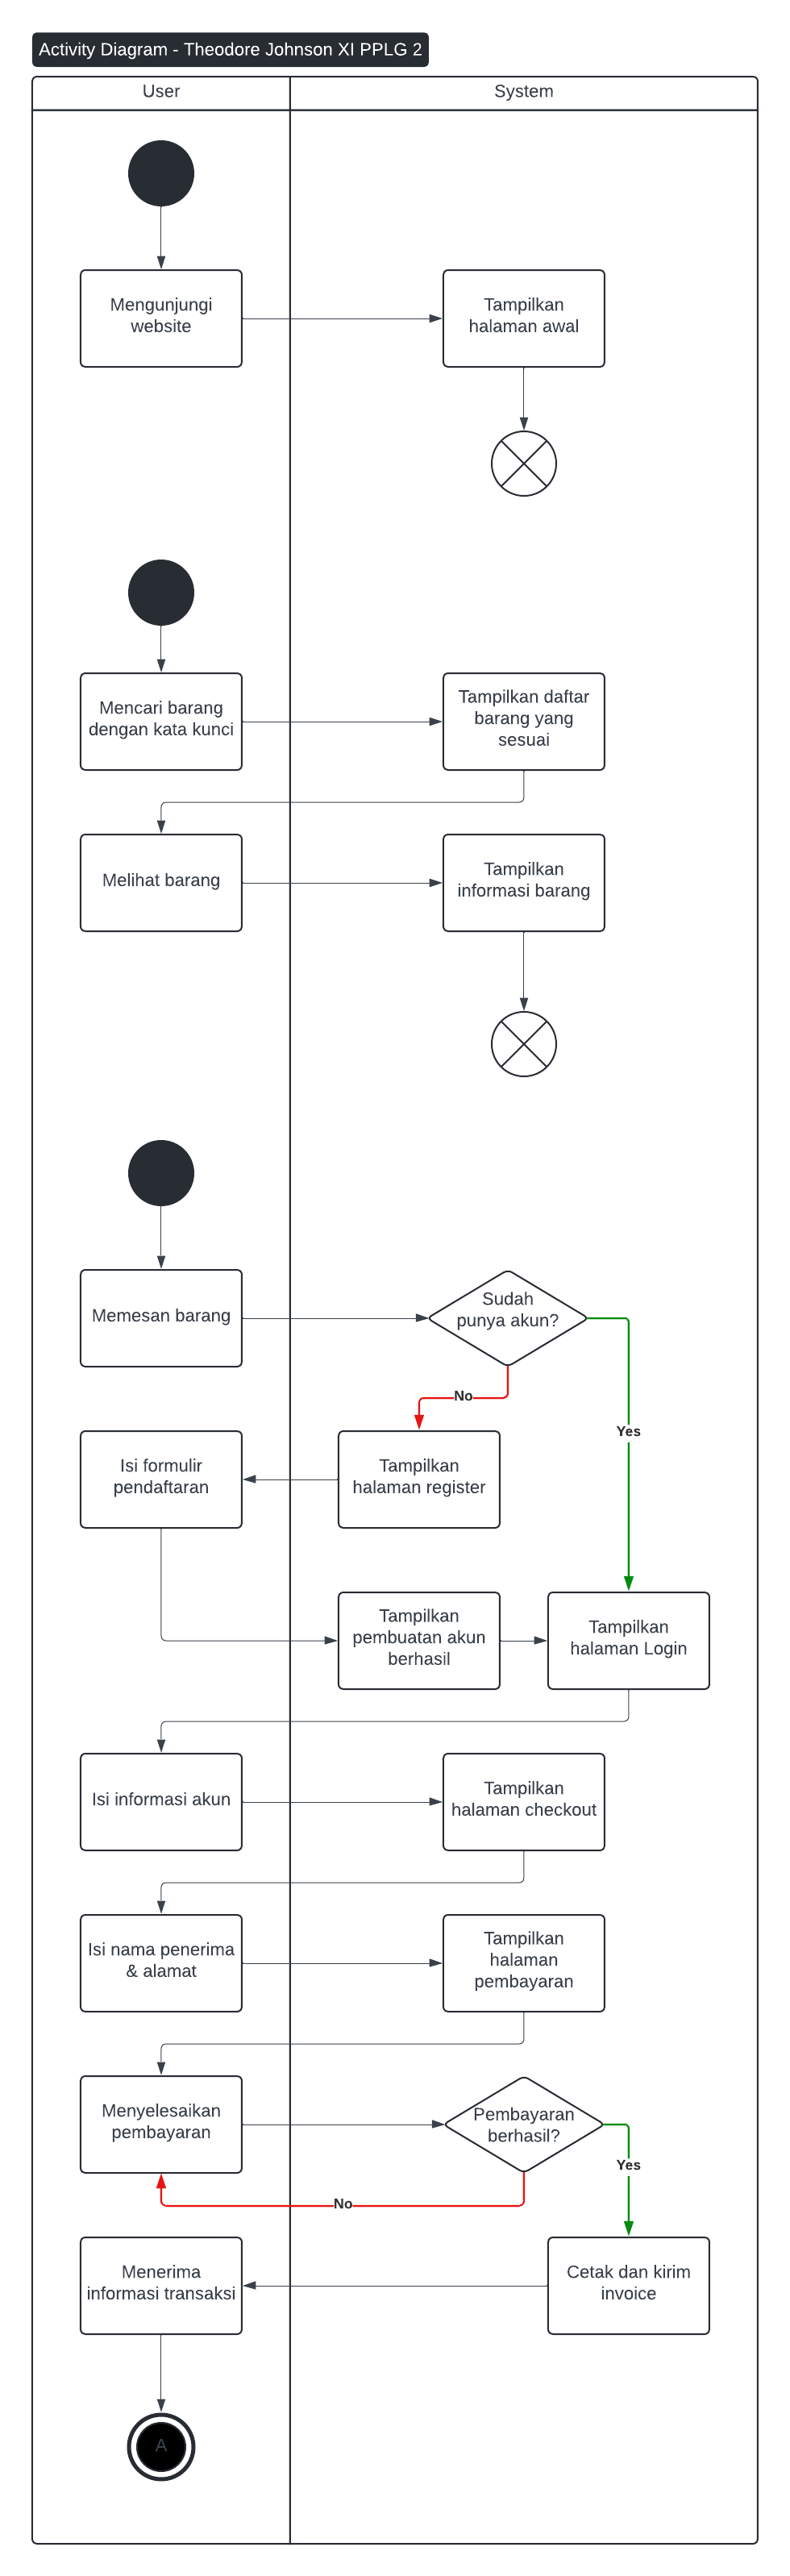 Activity Diagram - Theodore Johnson XI PPLG 2
User
System
Mengunjungi
website
Tampilkan
halaman awal
Mencari barang
dengan kata kunci
Tampilkan daftar
barang yang
sesuai
Melihat barang
Tampilkan
informasi barang
Memesan barang
Sudah
punya akun?
No
Yes
Isi formulir
pendaftaran
Tampilkan
halaman register
Tampilkan
pembuatan akun
berhasil
Tampilkan
halaman Login
Isi informasi akun
Tampilkan
halaman checkout
Isi nama penerima
& alamat
Tampilkan
halaman
pembayaran
Menyelesaikan
pembayaran
Pembayaran
berhasil?
Yes
No
Menerima
informasi transaksi
Cetak dan kirim
invoice
A